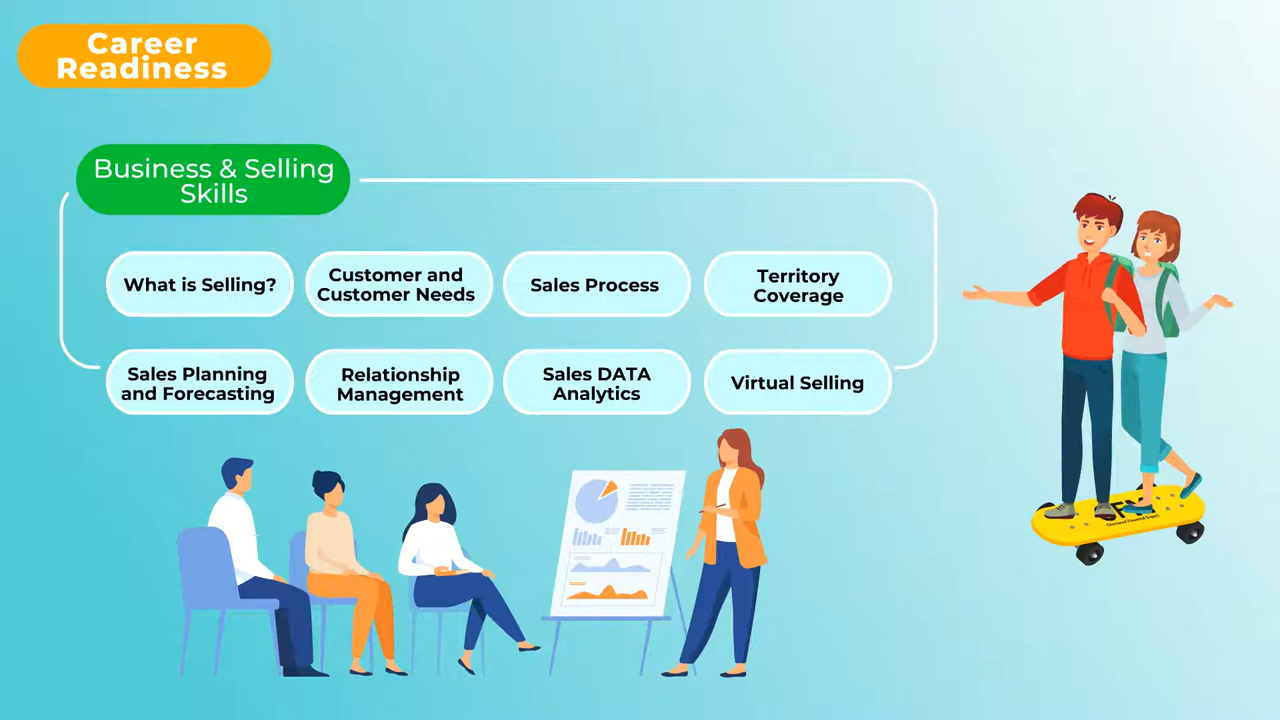 Career
Readiness
Business & Selling
Skills
What is Selling?
Customer and
Customer Needs
Sales Process
Territory
Coverage
Sales Planning
and Forecasting
Relationship
Management
Sales DATA
Analytics
Virtual Selling